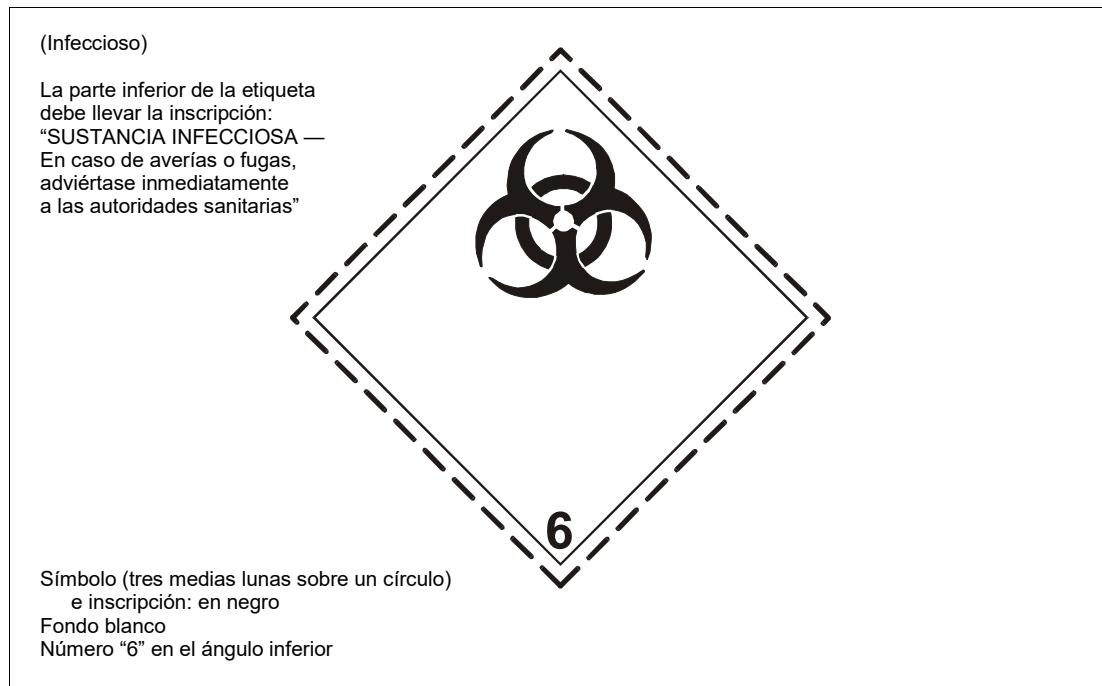 (Infeccioso)
La parte inferior de la etiqueta
debe llevar la inscripción:
“SUSTANCIA INFECCIOSA —
En caso de averías o fugas,
adviértase inmediatamente
a las autoridades sanitarias”
6
Símbolo (tres medias lunas sobre un círculo)
e inscripción: en negro
Fondo blanco
Número “6” en el ángulo inferior